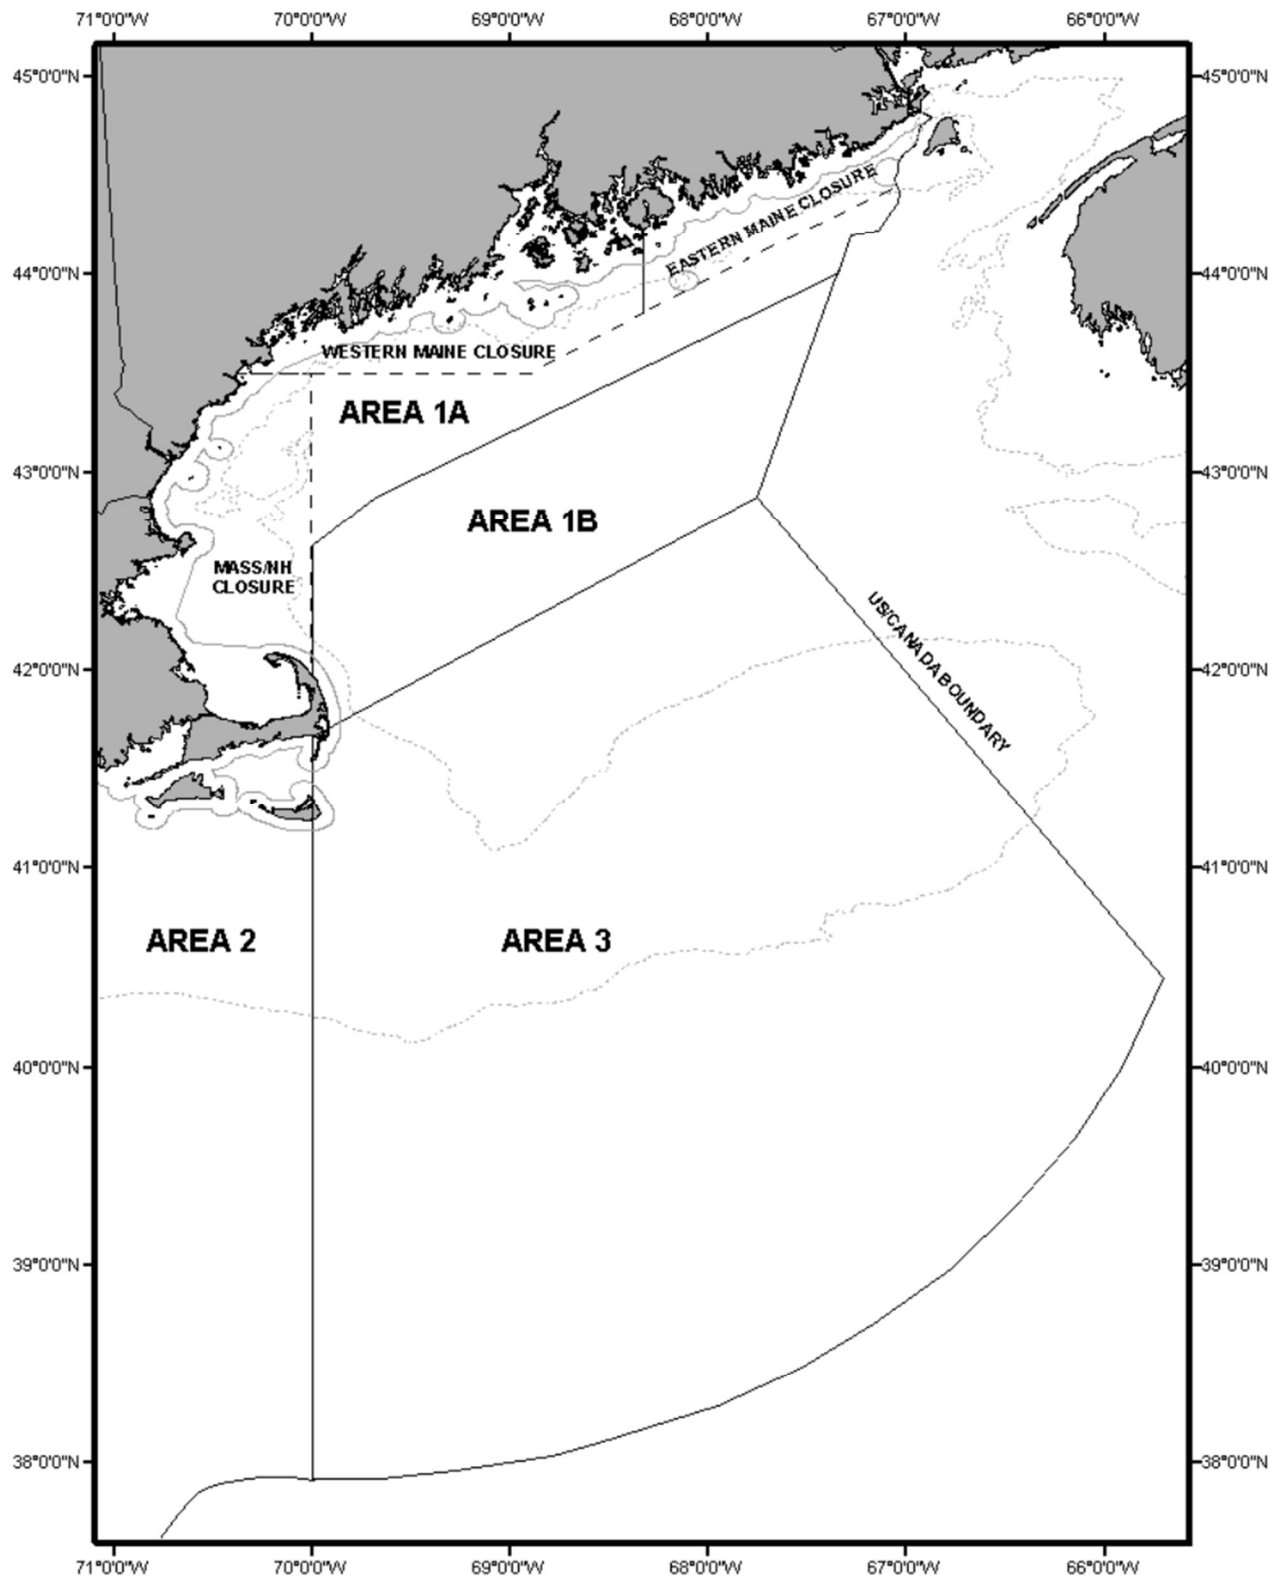 71°0'0"W 70°0'0"W 69°0'0"W 68°0'0"W 67°0'0"W 66°0'0"W
45°0'0"N 45°0'0"N
EASTERN MAINE CLOSURE
44°0'0"N 44°0'0"N
WESTERN MAINE CLOSURE
AREA 1A
43°0'0"N 43°0'0"N
AREA 1B
MASS/NH
CLOSURE
US/CANADA BOUNDARY
42°0'0"N 42°0'0"N
41°0'0"N 41°0'0"N
AREA 2 AREA 3
40°0'0"N 40°0'0"N
39°0'0"N 39°0'0"N
38°0'0"N 38°0'0"N
71°0'0"W 70°0'0"W 69°0'0"W 68°0'0"W 67°0'0"W 66°0'0"W